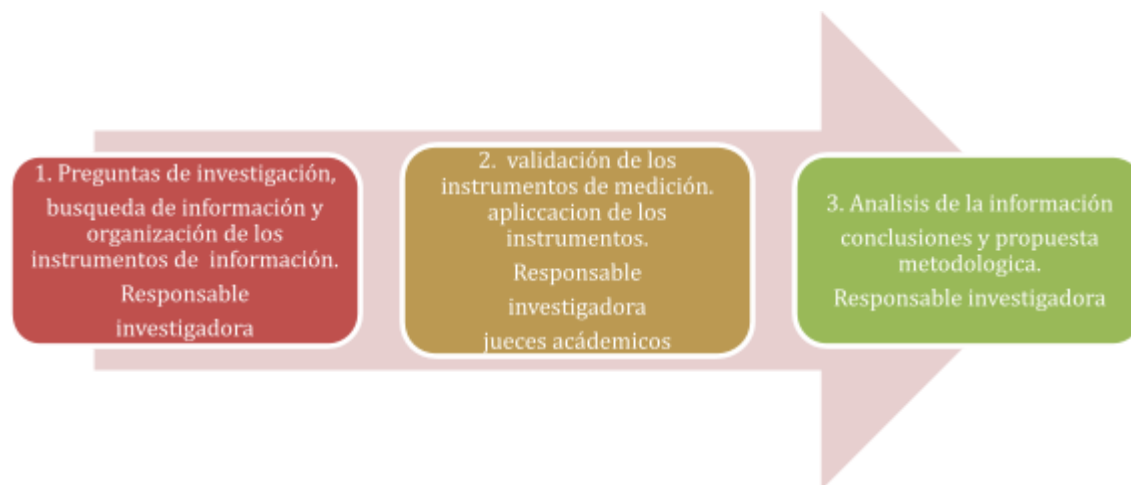 1. Preguntas de investigación,
busqueda de información y
organización de los
instrumentos de información.
Responsable
investigadora
2. validación de los
instrumentos de medición.
apliccacion de los
instrumentos.
Responsable
investigadora
jueces acádemicos
3. Analisis de la información
conclusiones y propuesta
metodologica.
Responsable investigadora